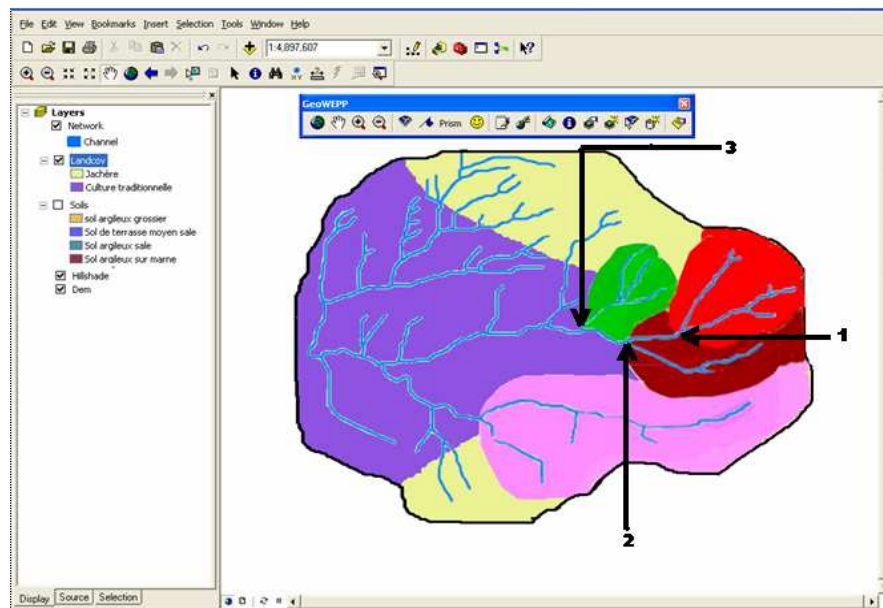 File Edit View Bookmarks Insert Selection Tools Window Help
1:4,897,607
Layers
Network
Channel
Landcov
Jachère
Culture traditionnelle
Soils
sol argileux grossier
Sol de terrasse moyen sale
Sol argileux sale
Sol argileux sur marne
Hillshade
Dem
GeoWEPP
Prism
3
1
2
Display Source Selection